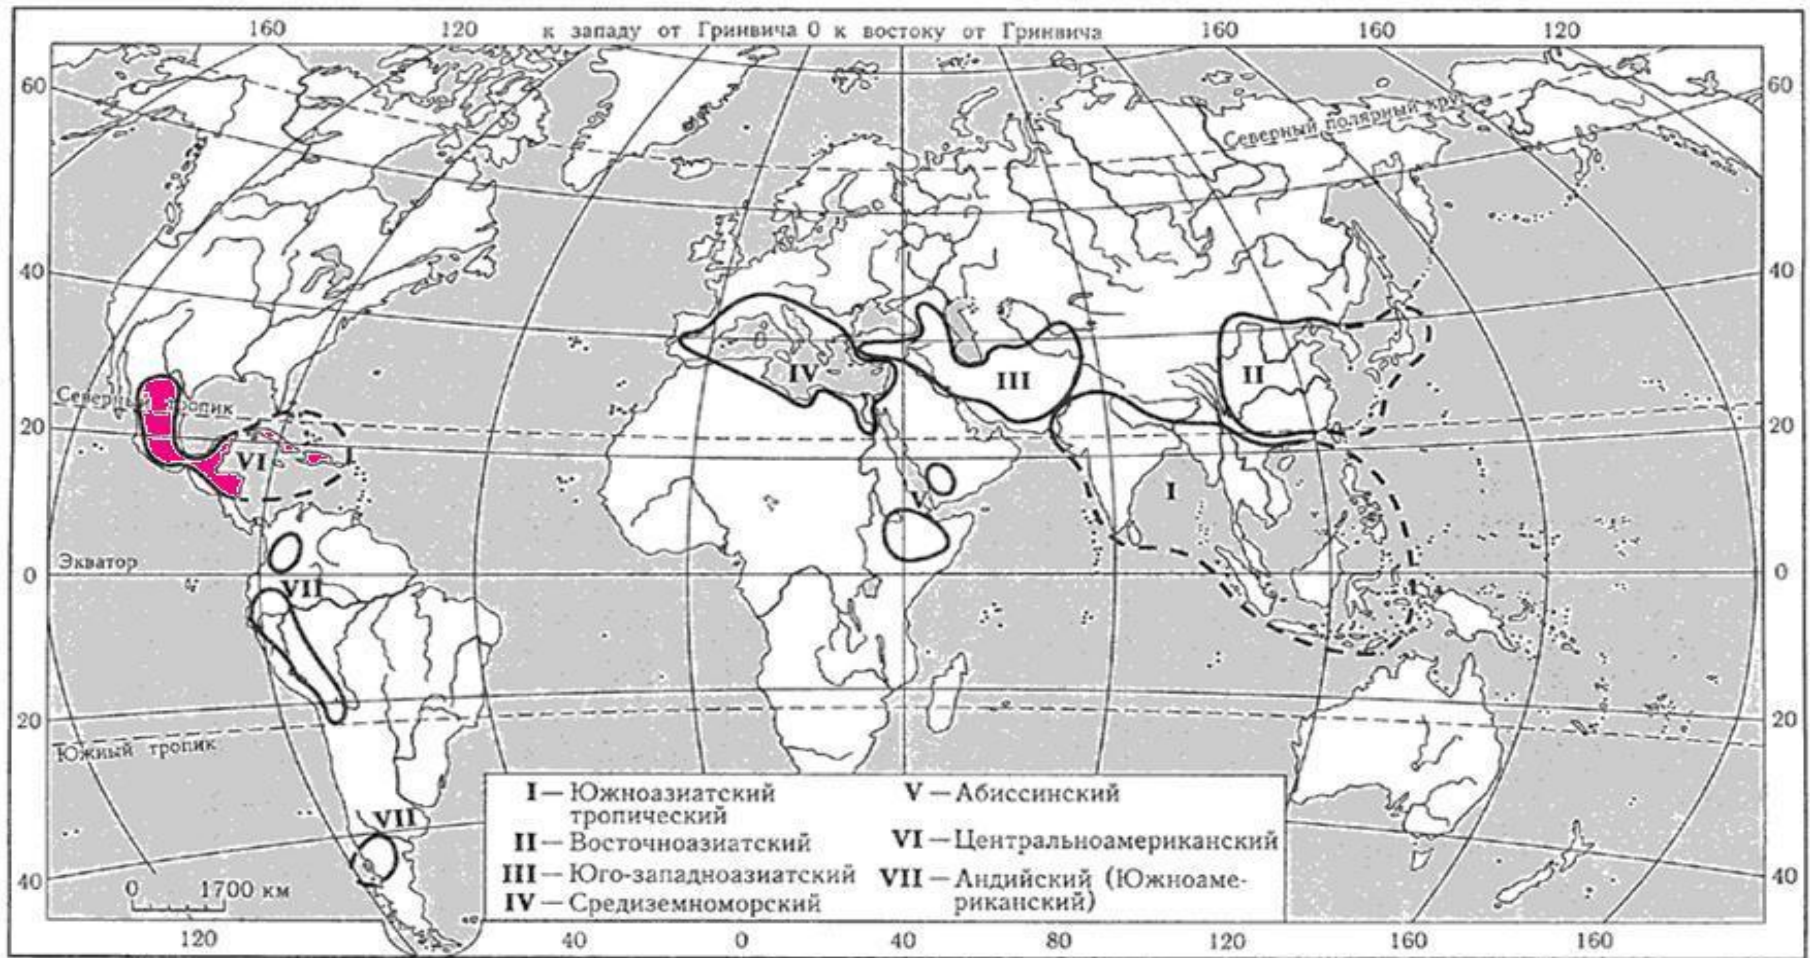 160 120 к западу от Гринвича 0 к востоку от Гринвича 160 160 120
60 60
Северный полярный круг
40 40
IV III II
Северный тропик
20 20
VI
V I
Экватор
0 0
VII
20 20
Южный тропик
VII
I — Южноазиатский
тропический
II — Восточноазиатский
III — Юго-западноазиатский
IV — Средиземноморский
V — Абиссинский
VI — Центральноамериканский
VII — Андийский (Южноаме-
риканский)
0 1700 км
40 40
120 40 0 40 80 120 160 160